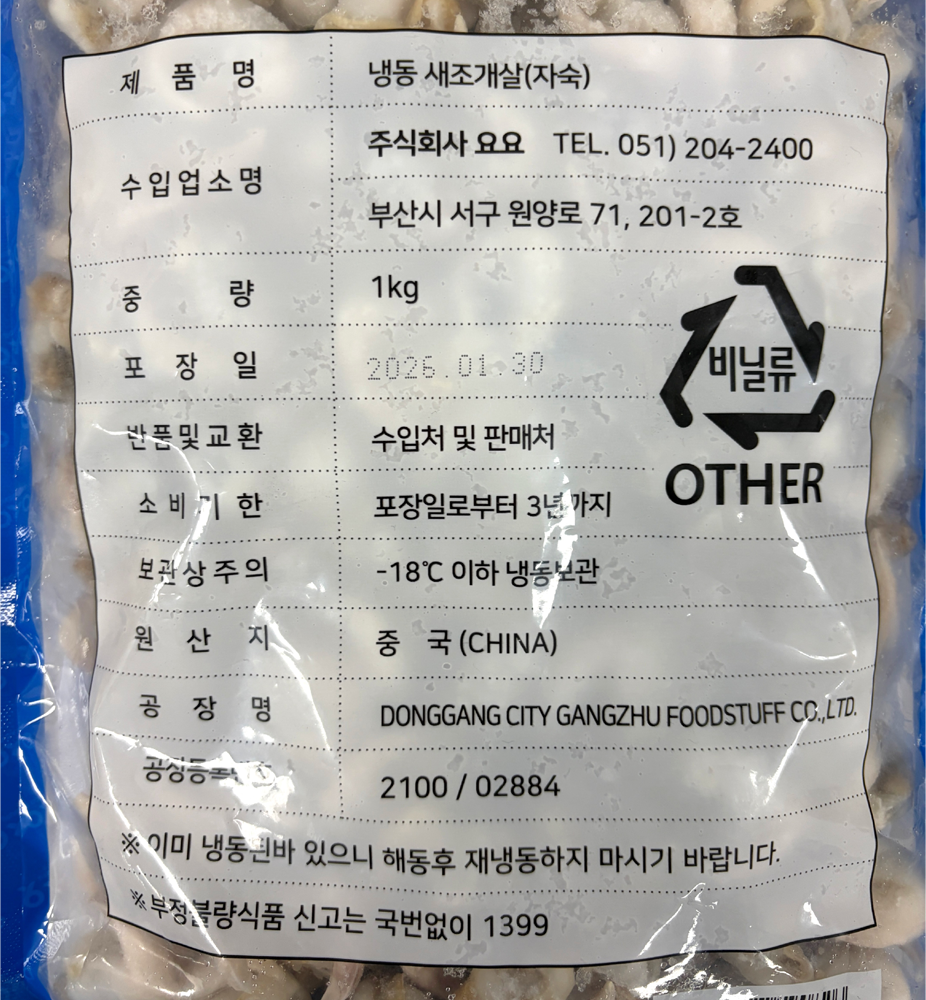 제 품 명 냉동 새조개살(자숙)
수입업소명 주식회사 요요 TEL. 051) 204-2400
부산시 서구 원양로 71, 201-2호
중 량 1kg
포 장 일 2026.01.30
비닐류
OTHER
반품및교환 수입처 및 판매처
소비기한 포장일로부터 3년까지
보관상주의 -18℃ 이하 냉동보관
원 산 지 중 국 (CHINA)
공 장 명 DONGGANG CITY GANGZHU FOODSTUFF CO.,LTD.
2100 / 02884
※ 이미 냉동된바 있으니 해동후 재냉동하지 마시기 바랍니다.
※ 부정불량식품 신고는 국번없이 1399